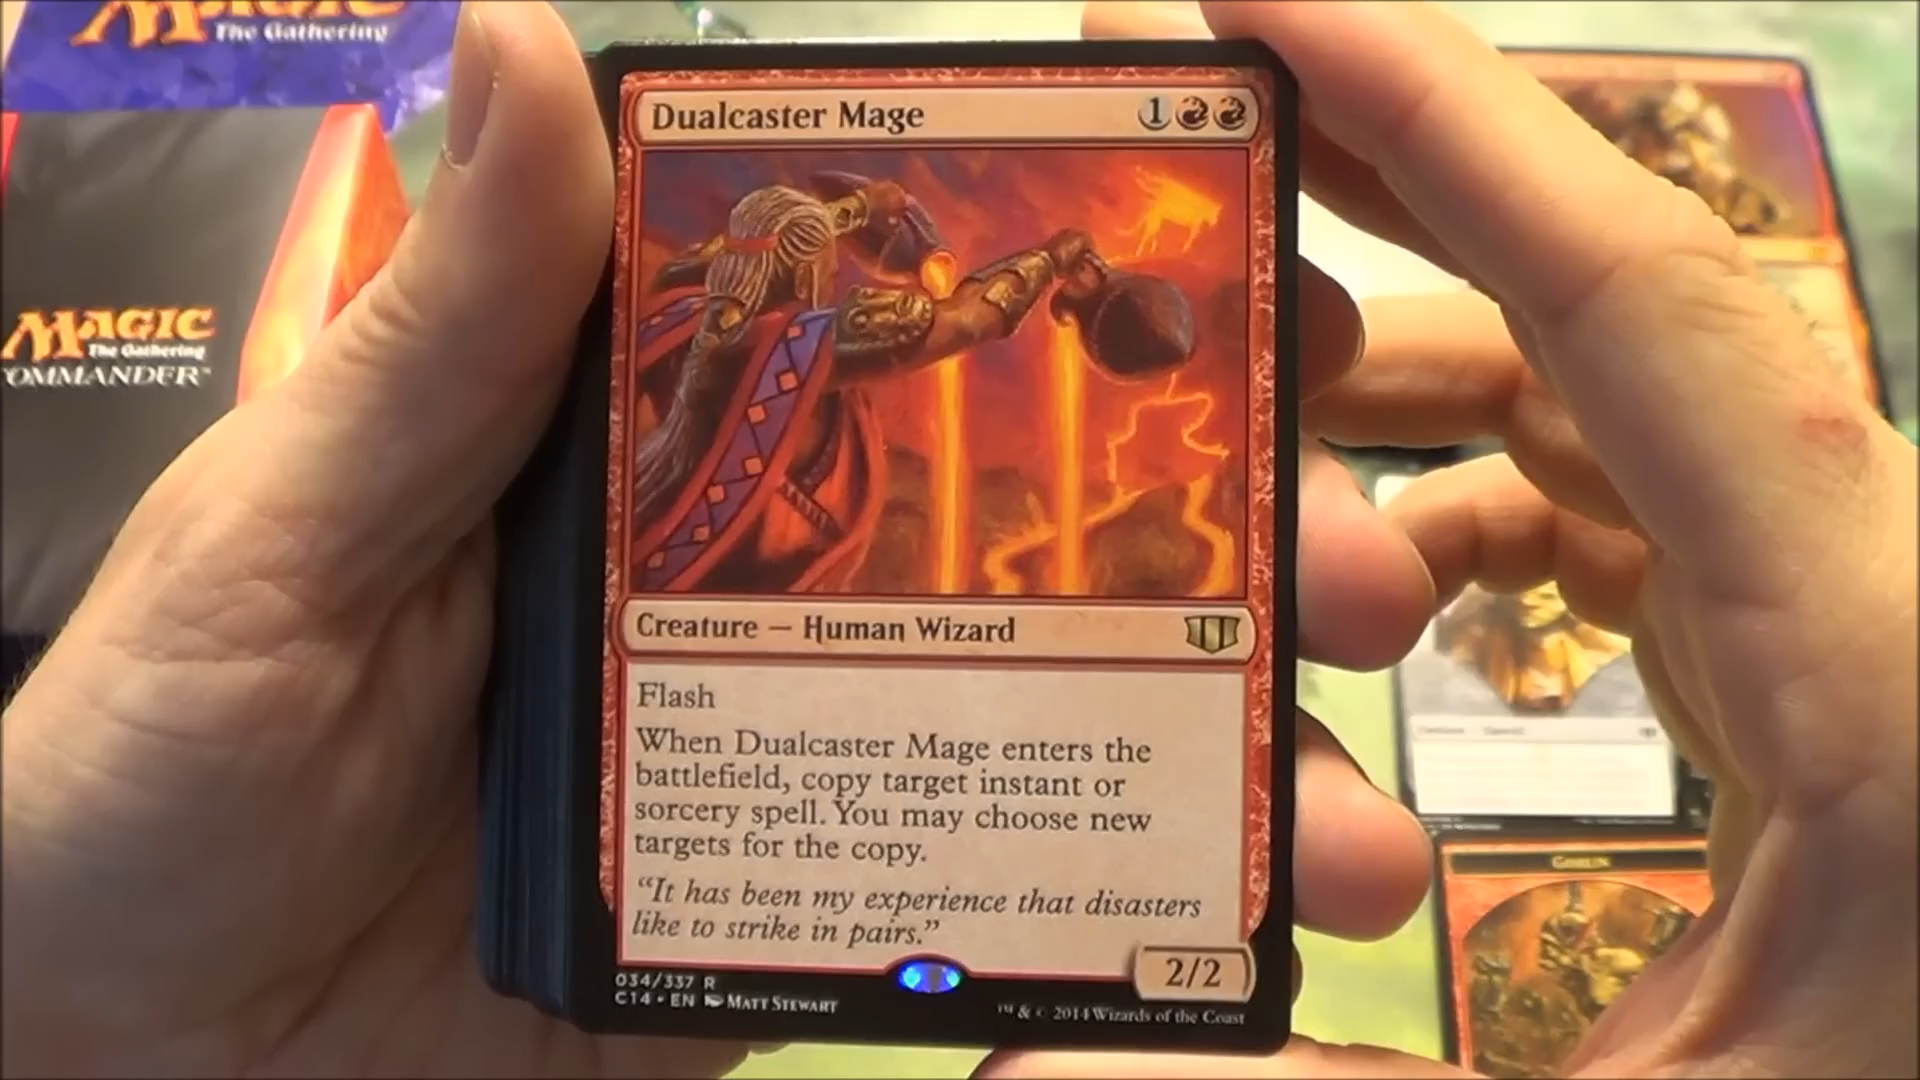 MAGIC
The Gathering
MAGIC
The Gathering
COMMANDER™
Dualcaster Mage 1
Creature — Human Wizard
Flash
When Dualcaster Mage enters the
battlefield, copy target instant or
sorcery spell. You may choose new
targets for the copy.
“It has been my experience that disasters
like to strike in pairs.”
2/2
034/337 R
C14 • EN MATT STEWART
™ & © 2014 Wizards of the Coast
GOBLIN